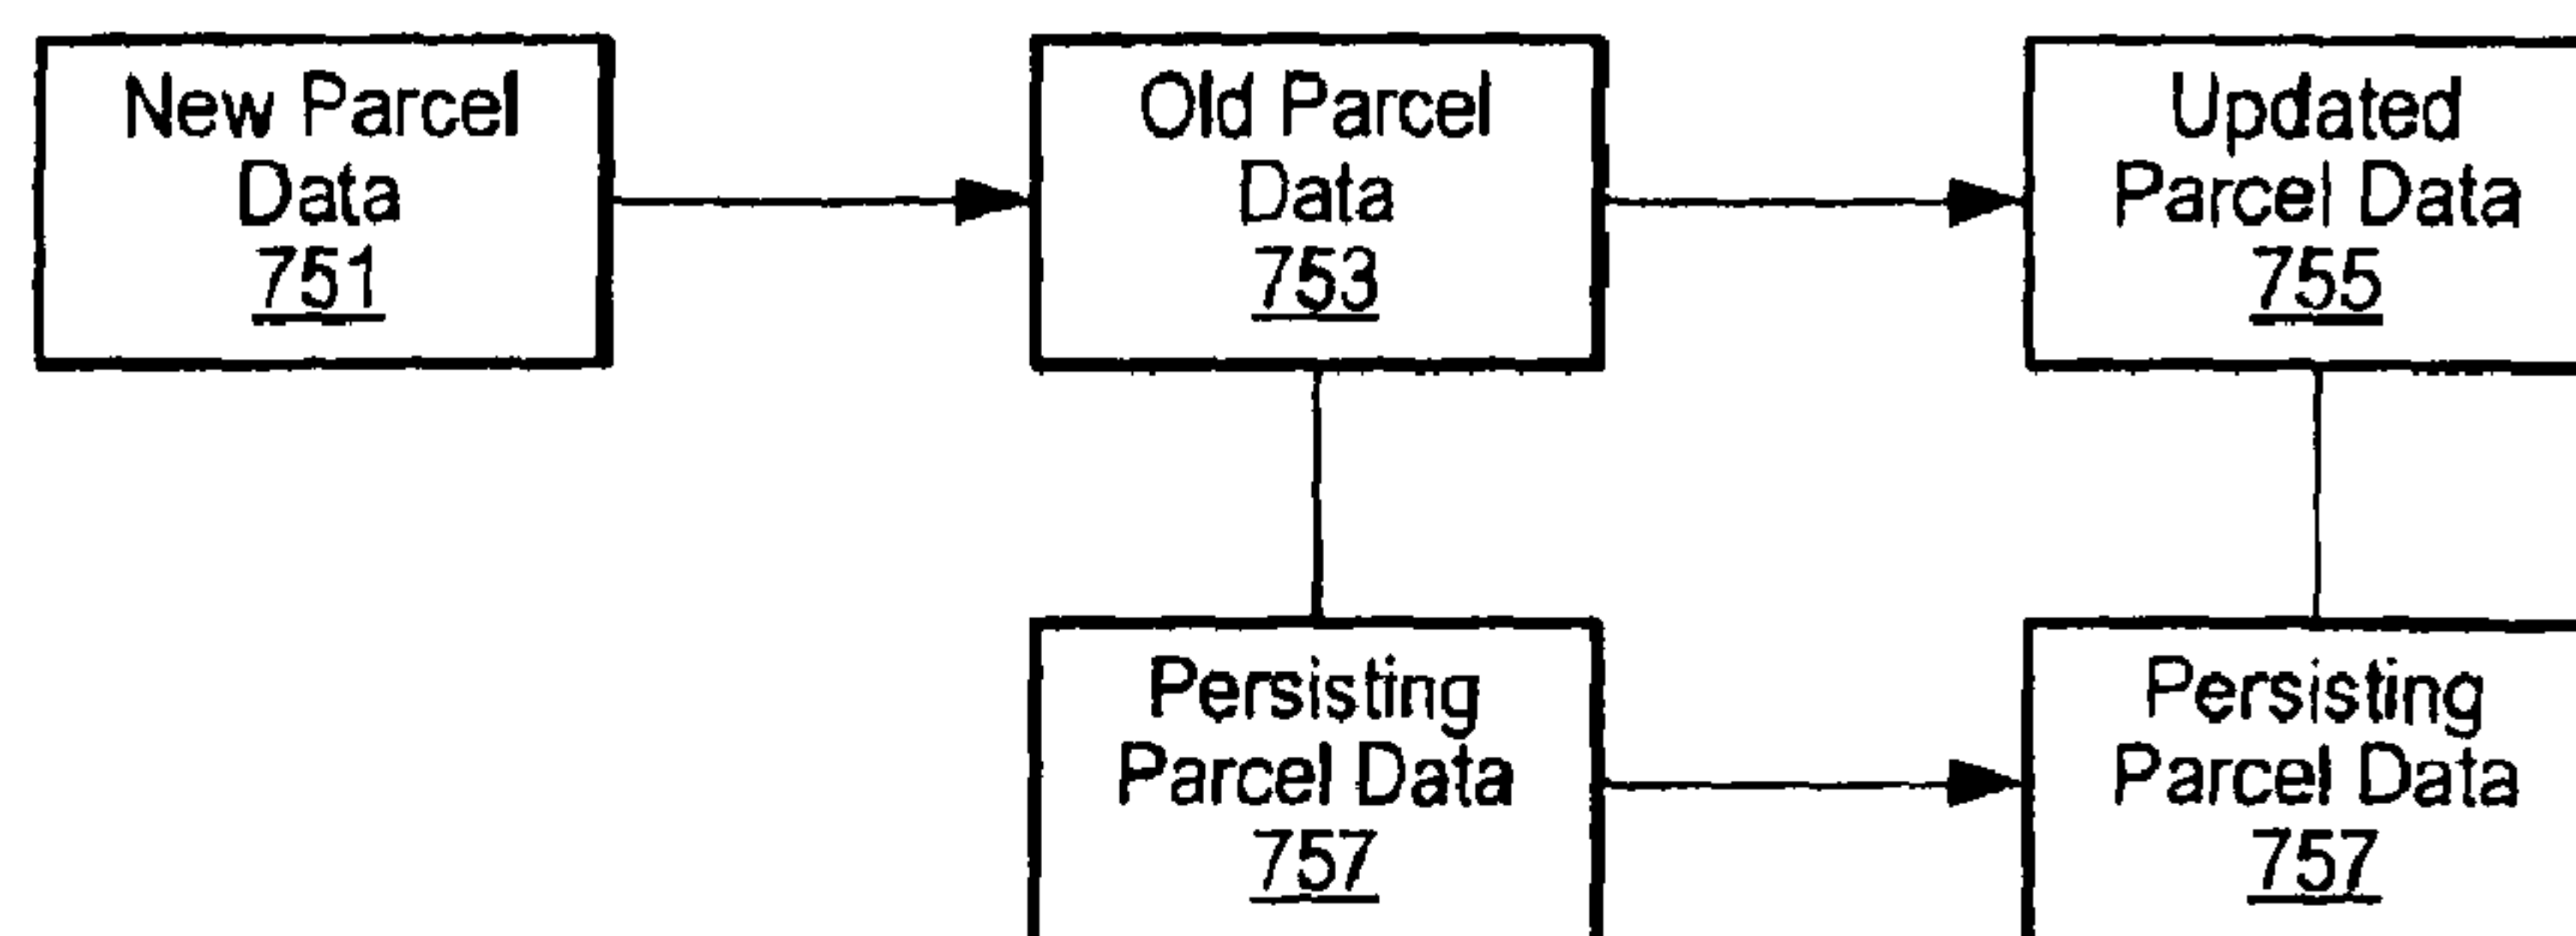 New Parcel
Data
751
Old Parcel
Data
753
Updated
Parcel Data
755
Persisting
Parcel Data
757
Persisting
Parcel Data
757